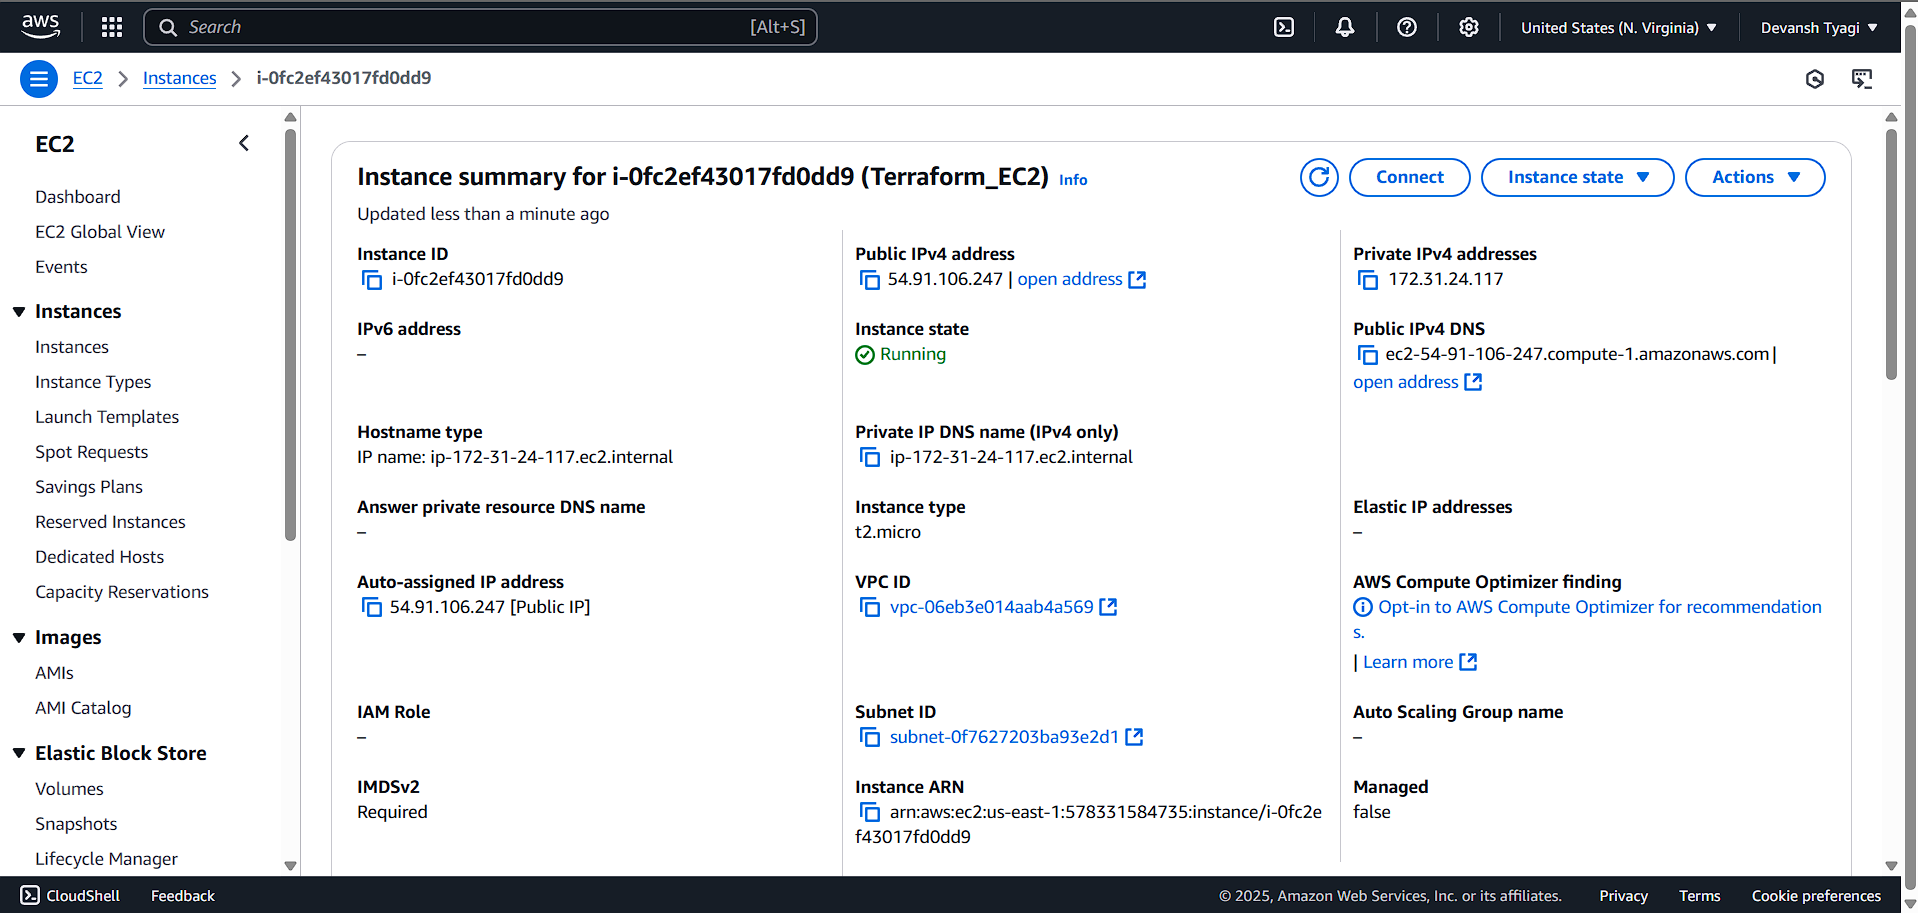 aws
Search [Alt+S]
United States (N. Virginia)
Devansh Tyagi
EC2
Instances
i-0fc2ef43017fd0dd9
EC2
Dashboard
EC2 Global View
Events
Instances
Instances
Instance Types
Launch Templates
Spot Requests
Savings Plans
Reserved Instances
Dedicated Hosts
Capacity Reservations
Images
AMIs
AMI Catalog
Elastic Block Store
Volumes
Snapshots
Lifecycle Manager
Instance summary for i-0fc2ef43017fd0dd9 (Terraform_EC2) Info
Updated less than a minute ago
Connect
Instance state
Actions
Instance ID
i-0fc2ef43017fd0dd9
Public IPv4 address
54.91.106.247 | open address
Private IPv4 addresses
172.31.24.117
IPv6 address
–
Instance state
Running
Public IPv4 DNS
ec2-54-91-106-247.compute-1.amazonaws.com |
open address
Hostname type
IP name: ip-172-31-24-117.ec2.internal
Private IP DNS name (IPv4 only)
ip-172-31-24-117.ec2.internal
Answer private resource DNS name
–
Instance type
t2.micro
Elastic IP addresses
–
Auto-assigned IP address
54.91.106.247 [Public IP]
VPC ID
vpc-06eb3e014aab4a569
AWS Compute Optimizer finding
Opt-in to AWS Compute Optimizer for recommendation
s.
| Learn more
IAM Role
–
Subnet ID
subnet-0f7627203ba93e2d1
Auto Scaling Group name
–
IMDSv2
Required
Instance ARN
arn:aws:ec2:us-east-1:578331584735:instance/i-0fc2e
f43017fd0dd9
Managed
false
CloudShell
Feedback
© 2025, Amazon Web Services, Inc. or its affiliates.
Privacy
Terms
Cookie preferences